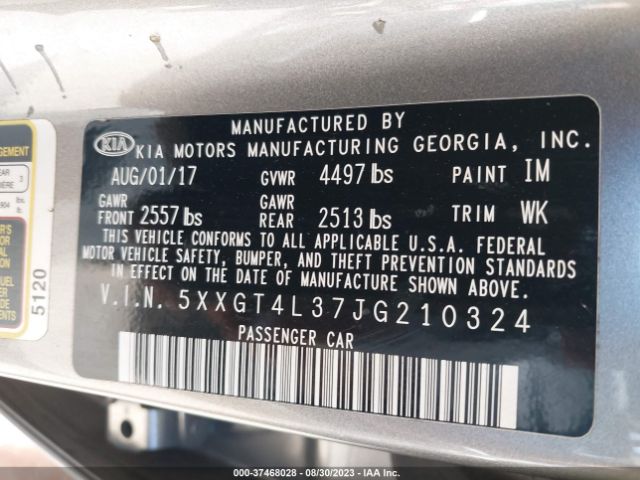 MANUFACTURED BY
KIA KIA MOTORS MANUFACTURING GEORGIA, INC.
AUG/01/17 GVWR 4497 lbs PAINT IM
GAWR FRONT 2557 lbs GAWR REAR 2513 lbs TRIM WK
THIS VEHICLE CONFORMS TO ALL APPLICABLE U.S.A. FEDERAL
MOTOR VEHICLE SAFETY, BUMPER, AND THEFT PREVENTION STANDARDS
IN EFFECT ON THE DATE OF MANUFACTURE SHOWN ABOVE.
V.I.N. 5XXGT4L37JG210324
PASSENGER CAR
5120
000-37468028 - 08/30/2023 - IAA Inc.